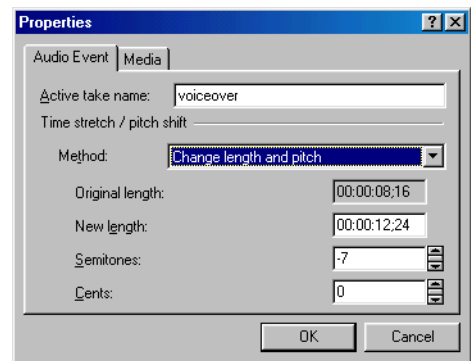 Properties
Audio Event Media
Active take name: voiceover
Time stretch / pitch shift
Method: Change length and pitch
Original length: 00:00:08;16
New length: 00:00:12;24
Semitones: -7
Cents: 0
OK Cancel